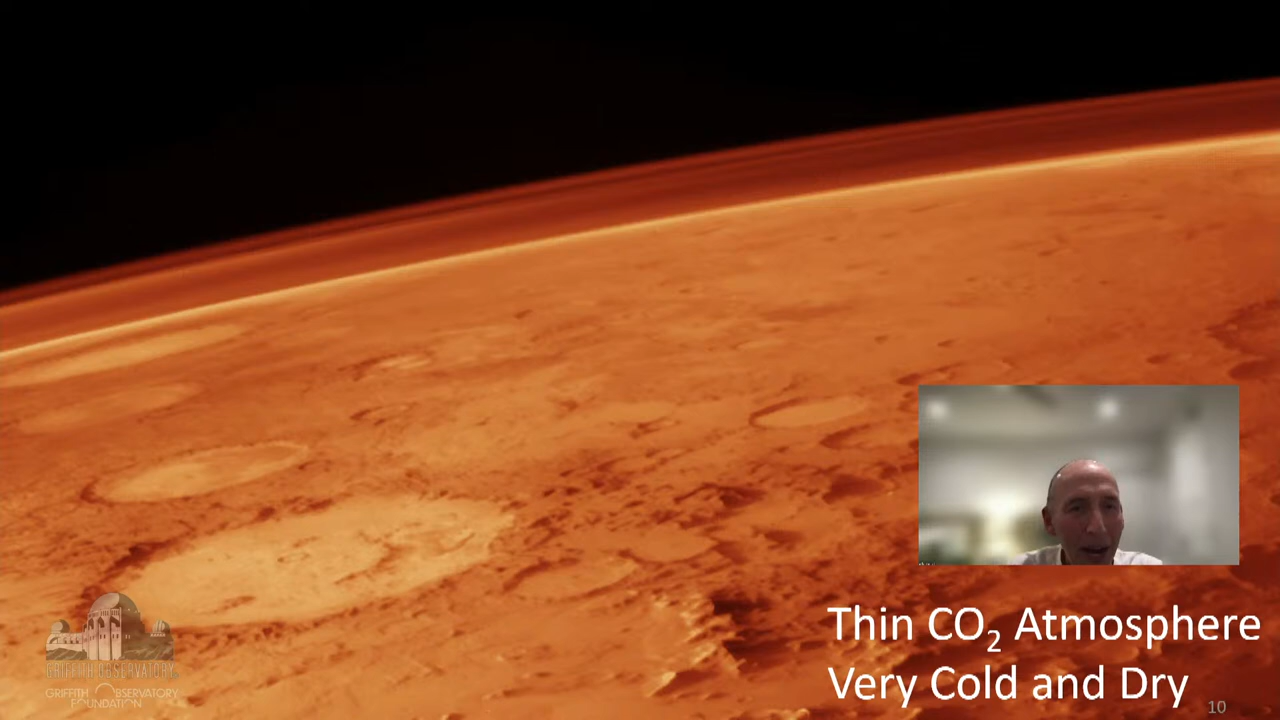 GRIFFITH OBSERVATORY
GRIFFITH OBSERVATORY
FOUNDATION
Thin CO₂ Atmosphere
Very Cold and Dry
10